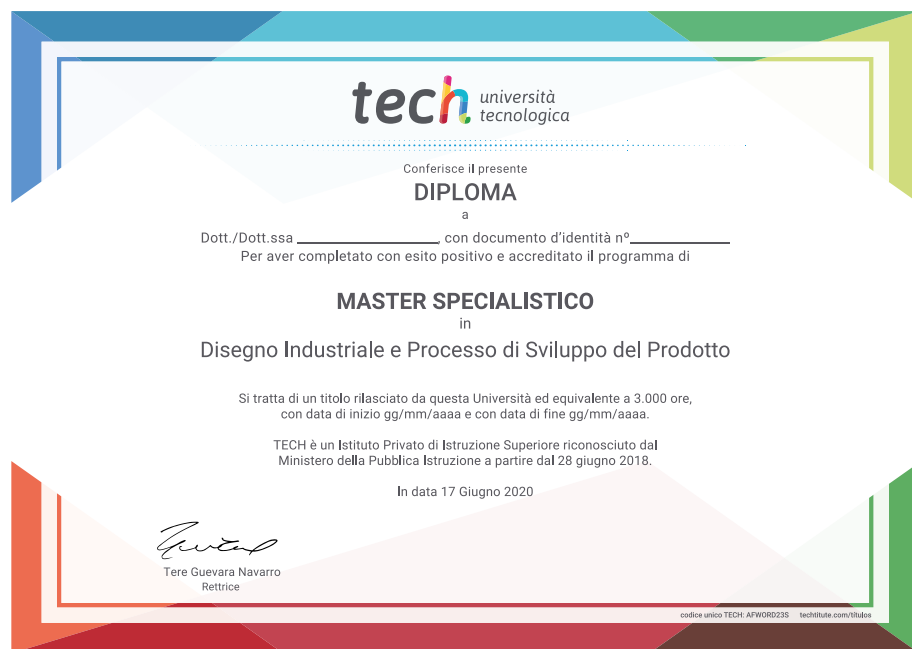 tech università
tecnologica
Conferisce il presente
DIPLOMA
a
Dott./Dott.ssa ________________, con documento d'identità nº____________
Per aver completato con esito positivo e accreditato il programma di
MASTER SPECIALISTICO
in
Disegno Industriale e Processo di Sviluppo del Prodotto
Si tratta di un titolo rilasciato da questa Università ed equivalente a 3.000 ore,
con data di inizio gg/mm/aaaa e con data di fine gg/mm/aaaa.
TECH è un Istituto Privato di Istruzione Superiore riconosciuto dal
Ministero della Pubblica Istruzione a partire dal 28 giugno 2018.
In data 17 Giugno 2020
Tere Guevara Navarro
Rettrice
codice unico TECH: AFWORD23S techtitute.com/titulos